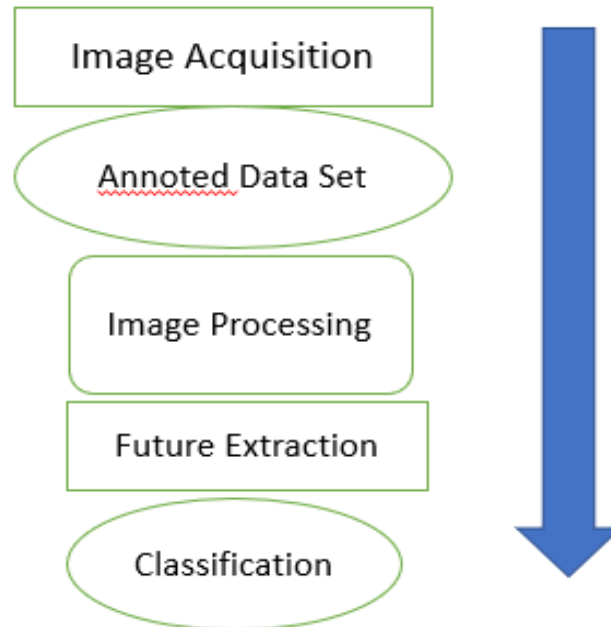 Image Acquisition
Annoted Data Set
Image Processing
Future Extraction
Classification